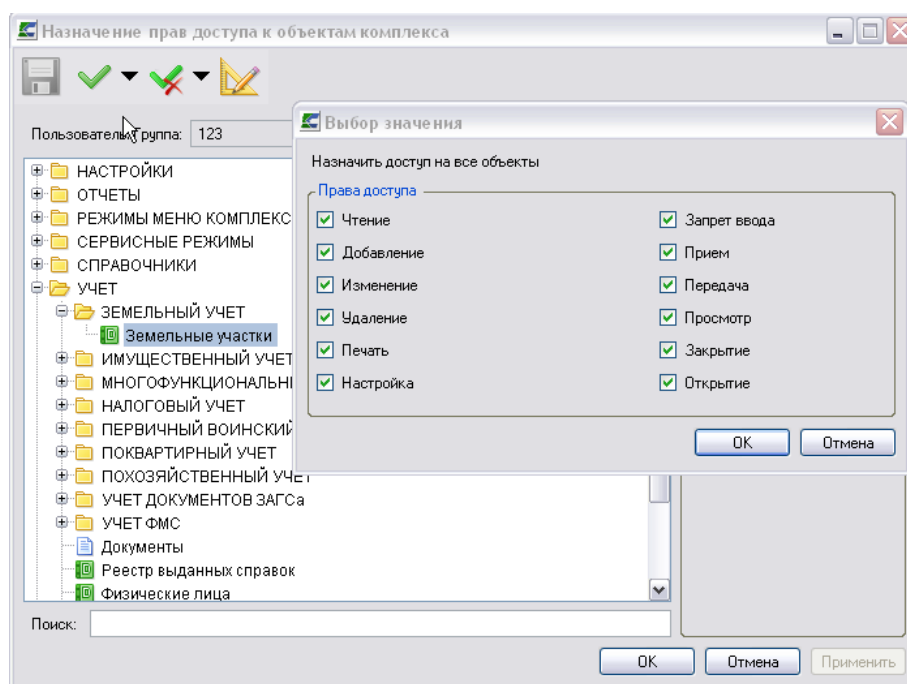 Назначение прав доступа к объектам комплекса
Пользователь/Группа: 123
Выбор значения
Назначить доступ на все объекты
Права доступа
Чтение
Запрет ввода
Добавление
Прием
Изменение
Передача
Удаление
Просмотр
Печать
Закрытие
Настройка
Открытие
OK
Отмена
НАСТРОЙКИ
ОТЧЕТЫ
РЕЖИМЫ МЕНЮ КОМПЛЕКС
СЕРВИСНЫЕ РЕЖИМЫ
СПРАВОЧНИКИ
УЧЕТ
ЗЕМЕЛЬНЫЙ УЧЕТ
Земельные участки
ИМУЩЕСТВЕННЫЙ УЧЕТ
МНОГОФУНКЦИОНАЛЬН
НАЛОГОВЫЙ УЧЕТ
ПЕРВИЧНЫЙ ВОИНСКИЙ
ПОКВАРТИРНЫЙ УЧЕТ
ПОХОЗЯЙСТВЕННЫЙ УЧЕТ
УЧЕТ ДОКУМЕНТОВ ЗАГСа
УЧЕТ ФМС
Документы
Реестр выданных справок
Физические лица
Поиск:
OK
Отмена
Применить